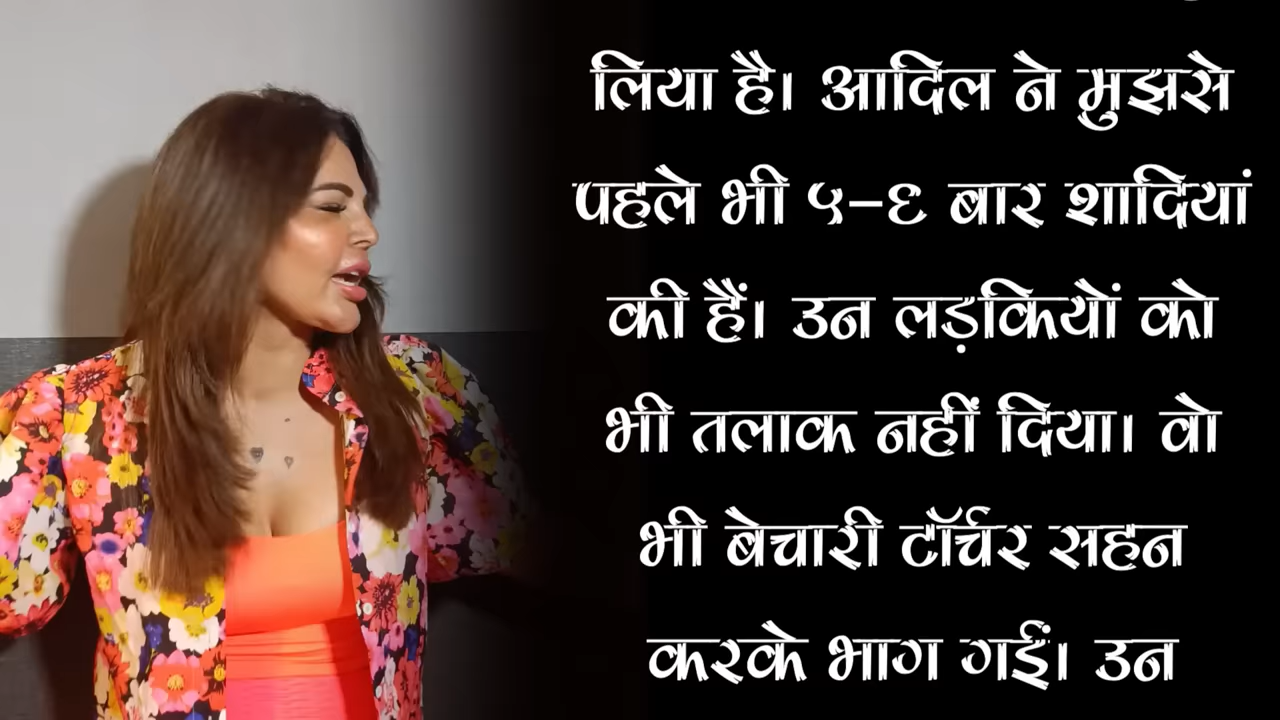 लिया है। आदिल ने मुझसे
पहले भी ५-६ बार शादियां
की हैं। उन लड़कियों को
भी तलाक नहीं दिया। वो
भी बेचारी टॉर्चर सहन
करके भाग गईं। उन